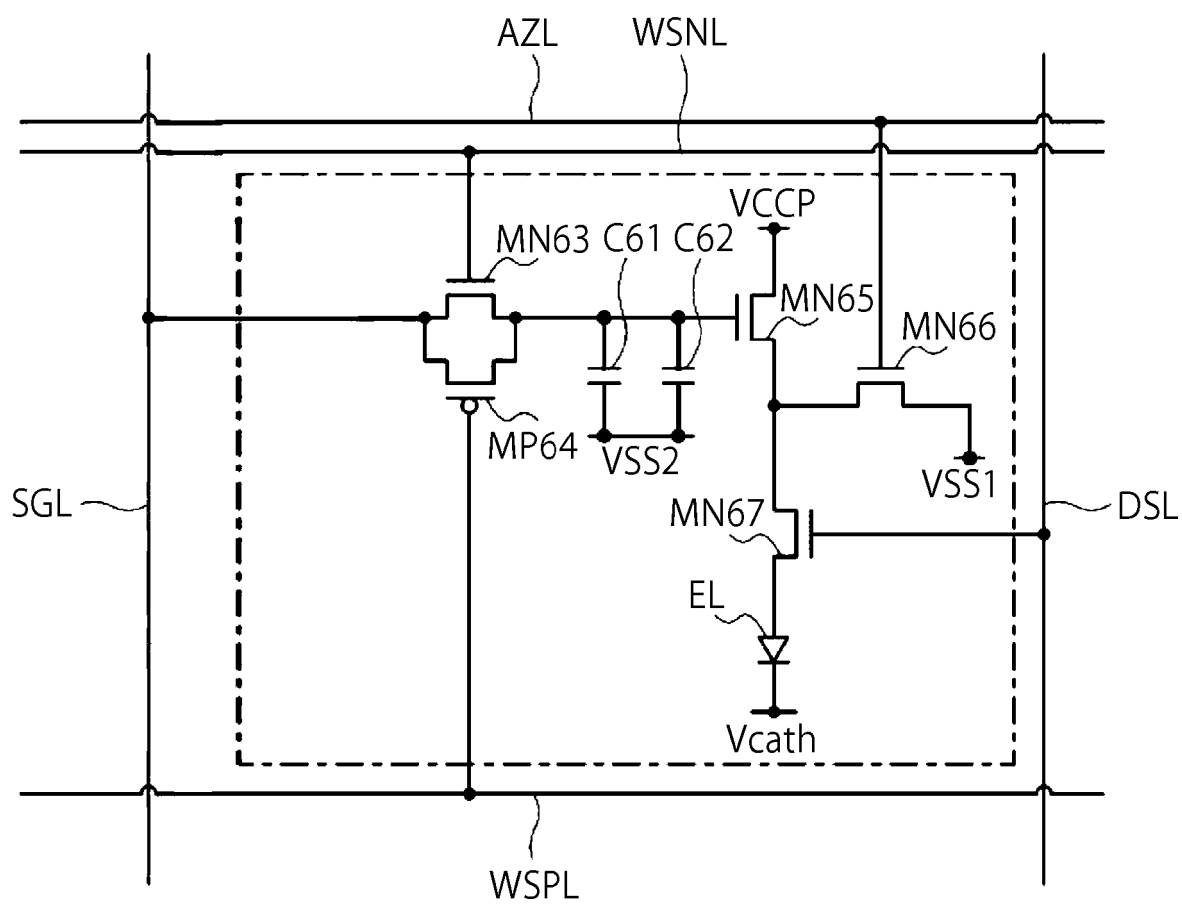 AZL
WSNL
VCCP
MN63
C61
C62
MN65
MN66
MP64
VSS2
VSS1
SGL
MN67
DSL
EL
Vcath
WSPL